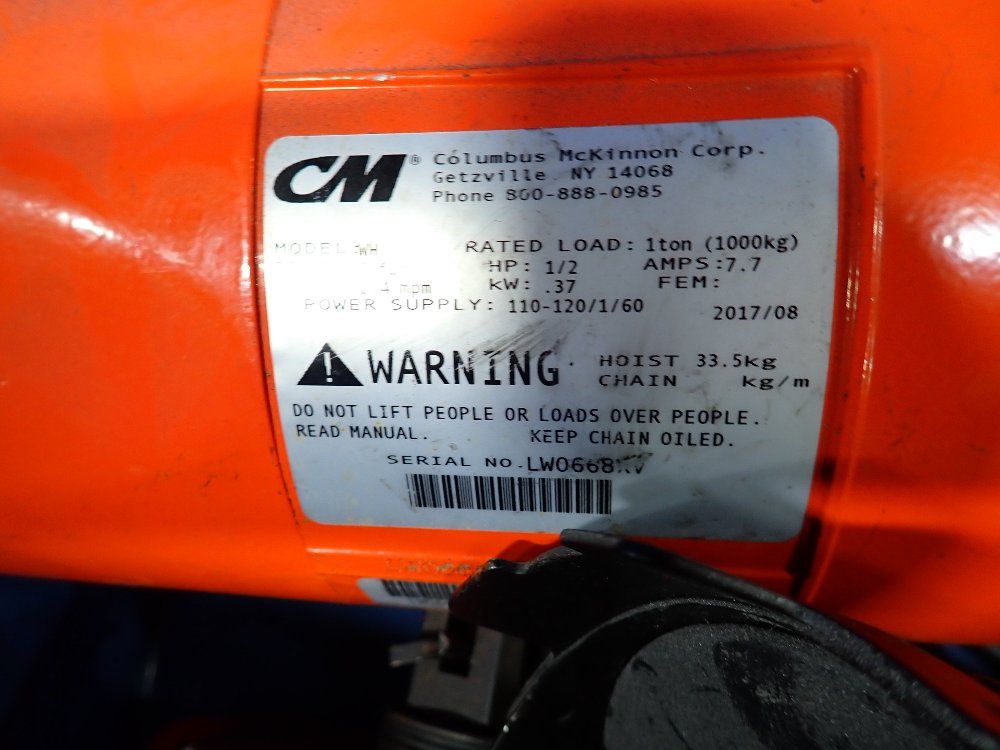 CM® Columbus McKinnon Corp.
Getzville NY 14068
Phone 800-888-0985
MODEL: RATED LOAD: 1ton (1000kg)
HP: 1/2 AMPS:7.7
mpm KW: .37 FEM:
POWER SUPPLY: 110-120/1/60
2017/08
WARNING HOIST 33.5kg
CHAIN kg/m
DO NOT LIFT PEOPLE OR LOADS OVER PEOPLE.
READ MANUAL. KEEP CHAIN OILED.
SERIAL NO.